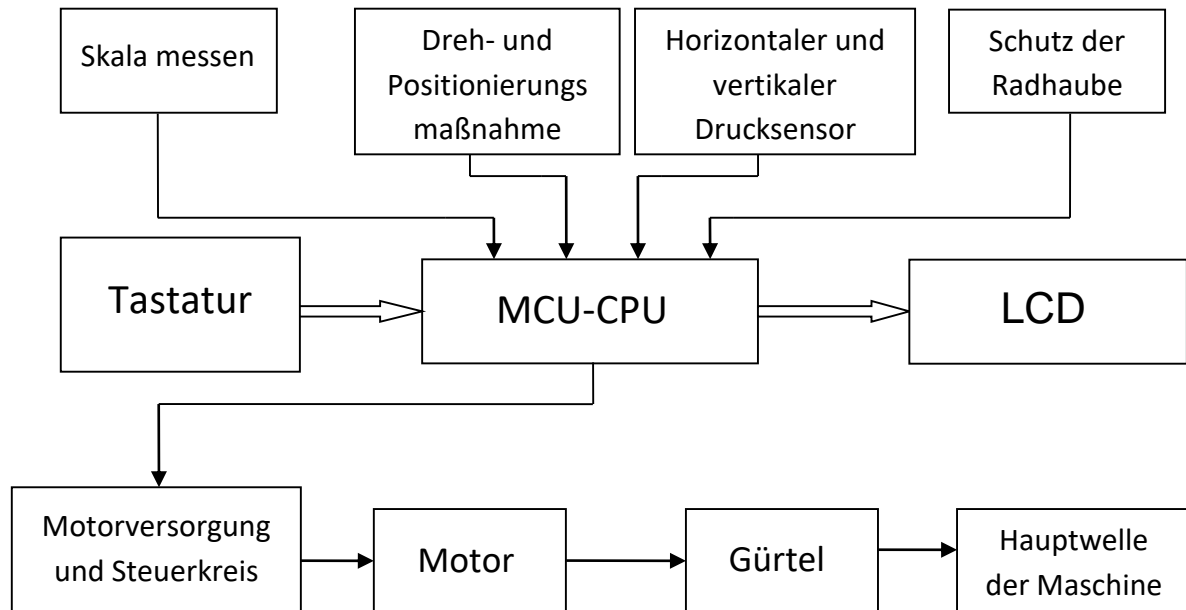 Skala messen
Dreh- und
Positionierungs
maßnahme
Horizontaler und
vertikaler
Drucksensor
Schutz der
Radhaube
Tastatur
MCU-CPU
LCD
Motorversorgung
und Steuerkreis
Motor
Gürtel
Hauptwelle
der Maschine